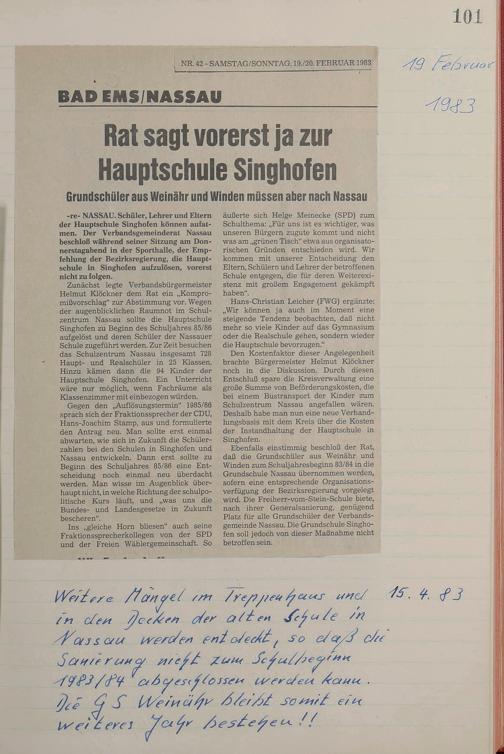 101
19 Februar
1983
NR. 42 - SAMSTAG/SONNTAG, 19./20. FEBRUAR 1983
BAD EMS/NASSAU
Rat sagt vorerst ja zur
Hauptschule Singhofen
Grundschüler aus Weinähr und Winden müssen aber nach Nassau
-re- NASSAU. Schüler, Lehrer und Eltern
der Hauptschule Singhofen können aufat-
men. Der Verbandsgemeinderat Nassau
beschloß während seiner Sitzung am Don-
nerstagabend in der Sporthalle, der Emp-
fehlung der Bezirksregierung, die Haupt-
schule in Singhofen aufzulösen, vorerst
nicht zu folgen.
Zunächst legte Verbandsbürgermeister
Helmut Klöckner dem Rat ein „Kompro-
mißvorschlag" zur Abstimmung vor. Wegen
der augenblicklichen Raumnot im Schul-
zentrum Nassau sollte die Hauptschule
Singhofen zu Beginn des Schuljahrs 85/86
aufgelöst und deren Schüler der Nassauer
Schule zugeführt werden. Zur Zeit besuchen
das Schulzentrum Nassau insgesamt 728
Haupt- und Realschüler in 25 Klassen.
Hinzu kämen dann die 94 Kinder der
Hauptschule Singhofen. Ein Unterricht
wäre nur möglich, wenn Fachräume als
Klassenzimmer mit einbezogen würden.
Gegen den „Auflösungstermin" 1985/86
sprach sich der Fraktionssprecher der CDU,
Hans-Joachim Stamp, aus und formulierte
den Antrag neu. Man sollte erst einmal
abwarten, wie sich in Zukunft die Schüler-
zahlen bei den Schulen in Singhofen und
Nassau entwickeln. Dann erst sollte zu
Beginn des Schuljahres 85/86 eine Ent-
scheidung noch einmal neu überdacht
werden. Man wisse im Augenblick über-
haupt nicht, in welche Richtung der schulpo-
litische Kurs läuft, und „was uns die
Bundes- und Landesgesetze in Zukunft
bescheren".
Ins „gleiche Horn bliesen" auch seine
Fraktionssprecherkollegen von der SPD
und der Freien Wählergemeinschaft. So
äußerte sich Helge Meinecke (SPD) zum
Schulthema: „Für uns ist es wichtiger, was
unseren Bürgern zugute kommt und nicht
was am „grünen Tisch" etwa aus organisato-
rischen Gründen entschieden wird. Wir
kommen mit unserer Entscheidung den
Eltern, Schülern und Lehrer der betroffenen
Schule entgegen, die für deren Weiterexis-
tenz mit großem Engagement gekämpft
haben".
Hans-Christian Leicher (FWG) ergänzte:
„Wir können ja auch im Moment eine
steigende Tendenz beobachten, daß nicht
mehr so viele Kinder auf das Gymnasium
oder die Realschule gehen, sondern wieder
die Hauptschule bevorzugen."
Den Kostenfaktor dieser Angelegenheit
brachte Bürgermeister Helmut Klöckner
noch in die Diskussion. Durch diesen
Entschluß spare die Kreisverwaltung eine
große Summe von Beförderungskosten, die
bei einem Bustransport der Kinder zum
Schulzentrum Nassau angefallen wären.
Deshalb habe man nun eine neue Verhand-
lungsbasis mit dem Kreis über die Kosten
der Instandhaltung der Hauptschule in
Singhofen.
Ebenfalls einstimmig beschloß der Rat,
daß die Grundschüler aus Weinähr und
Winden zum Schuljahresbeginn 83/84 in die
Grundschule Nassau übernommen werden,
sofern eine entsprechende Organisations-
verfügung der Bezirksregierung vorgelegt
wird. Die Freiherr-vom-Stein-Schule biete,
nach ihrer Generalsanierung, genügend
Platz für alle Grundschüler der Verbands-
gemeinde Nassau. Die Grundschule Singho-
fen soll jedoch von dieser Maßnahme nicht
betroffen sein.
Weitere Mängel im Treppenhaus und
15.4.83
in den Decken der alten Schule in
Nassau werden entdeckt, so daß die
Sanierung nicht zum Schulbeginn
1983/84 abgeschlossen werden kann.
Die GS Weinähr bleibt somit ein
weiteres Jahr bestehen!!